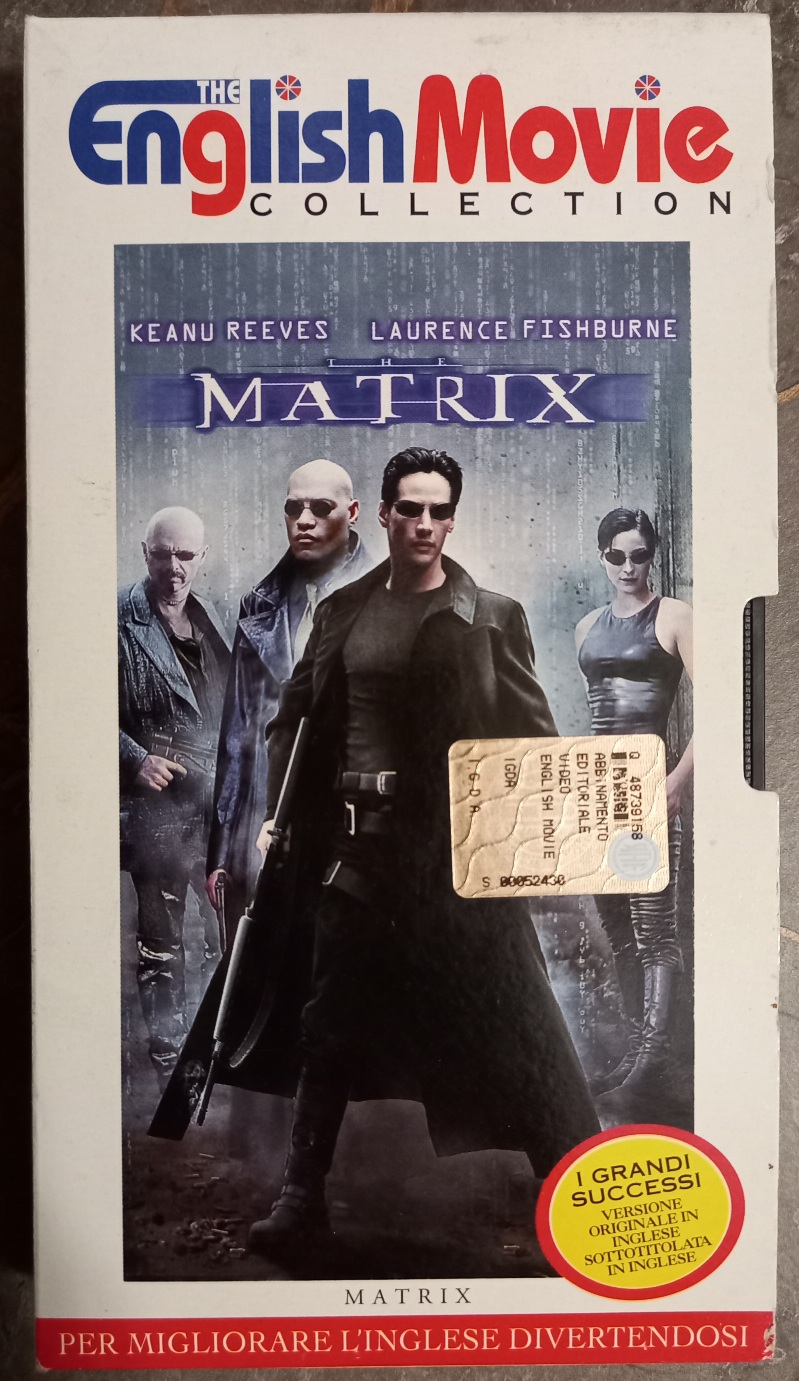 THE
English Movie
COLLECTION
KEANU REEVES LAURENCE FISHBURNE
THE
MATRIX
Q 48739158
ABBINAMENTO
EDITORIALE
VIDEO
ENGLISH MOVIE
IGDA
I.G.D.A.
S 00052430
I GRANDI
SUCCESSI
VERSIONE
ORIGINALE IN
INGLESE
SOTTOTITOLATA
IN INGLESE
MATRIX
PER MIGLIORARE L'INGLESE DIVERTENDOSI